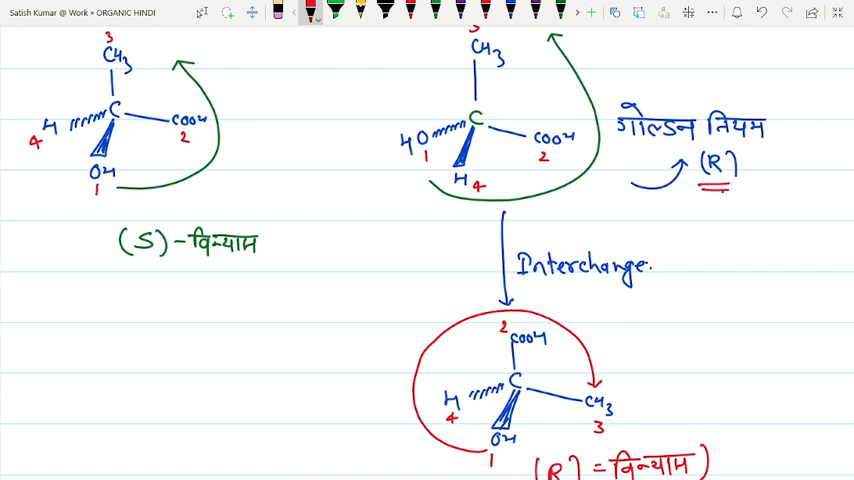 Satish Kumar @ Work » ORGANIC HINDI
3
CH3
C
H
4
COOH
2
OH
1
(S) - विन्यास
3
CH3
C
HO
1
COOH
2
H
4
गोल्डन नियम
(R)
Interchange.
2
COOH
C
H
4
CH3
3
OH
1
(R) = विन्यास)